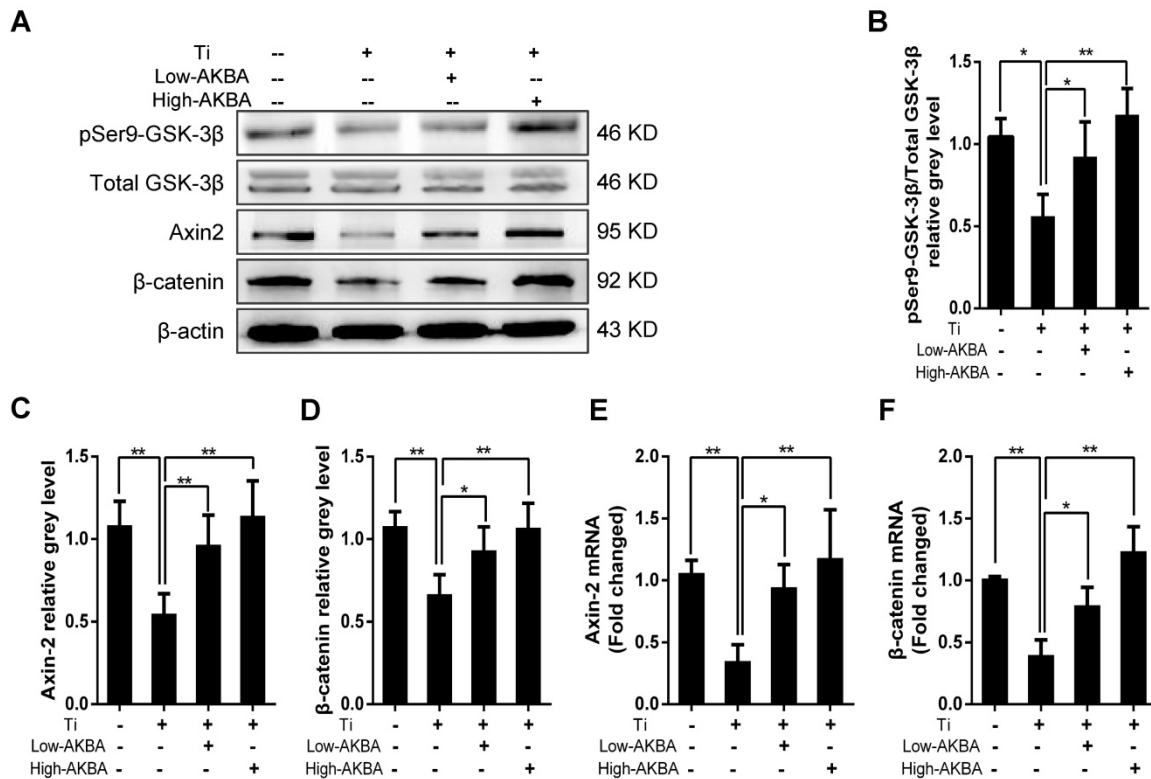 A
Ti -- + + +
Low-AKBA -- -- + --
High-AKBA -- -- -- +
pSer9-GSK-3β 46 KD
Total GSK-3β 46 KD
Axin2 95 KD
β-catenin 92 KD
β-actin 43 KD
B
pSer9-GSK-3β/Total GSK-3β
relative grey level
1.5
1.0
0.5
0.0
* **
*
Ti - + + +
Low-AKBA - - + -
High-AKBA - - - +
C
Axin-2 relative grey level
1.5
1.0
0.5
0.0
** **
**
Ti - + + +
Low-AKBA - - + -
High-AKBA - - - +
D
β-catenin relative grey level
1.5
1.0
0.5
0.0
** **
*
Ti - + + +
Low-AKBA - - + -
High-AKBA - - - +
E
Axin-2 mRNA
(Fold changed)
2.0
1.5
1.0
0.5
0.0
** **
*
Ti - + + +
Low-AKBA - - + -
High-AKBA - - - +
F
β-catenin mRNA
(Fold changed)
2.0
1.5
1.0
0.5
0.0
** **
*
Ti - + + +
Low-AKBA - - + -
High-AKBA - - - +